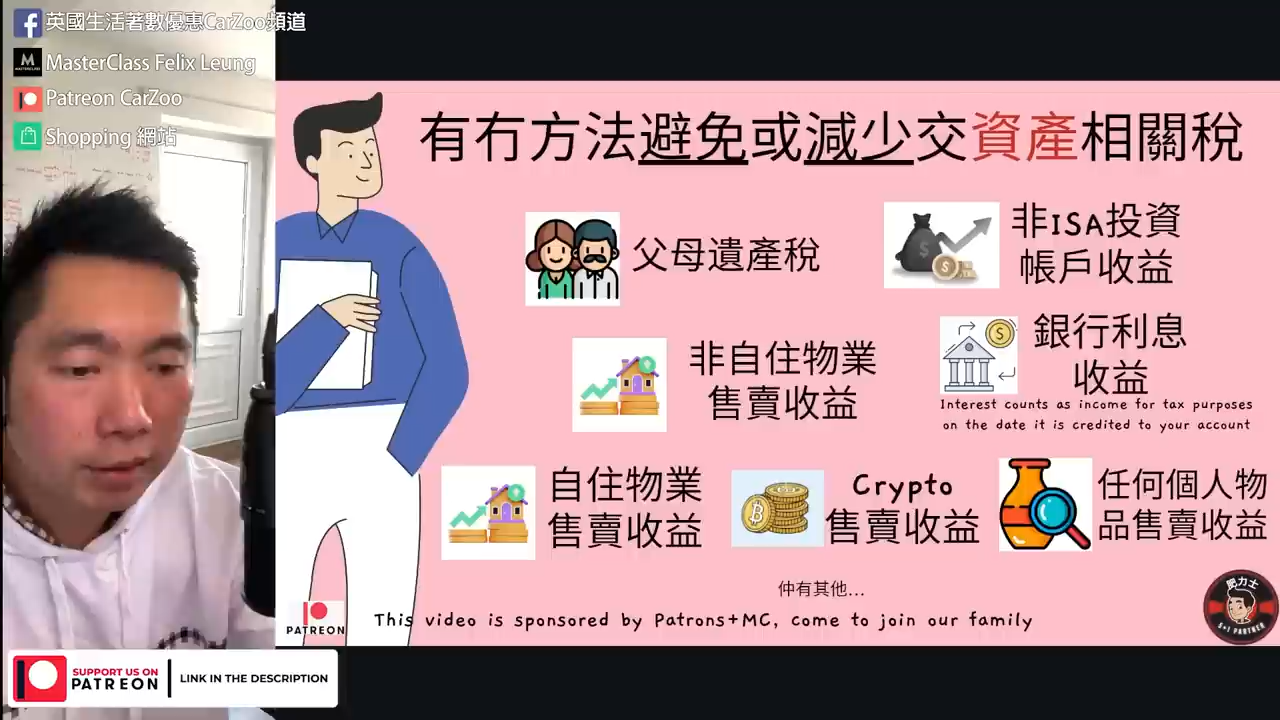 英國生活著數優惠CarZoo頻道
MasterClass Felix Leung
Patreon CarZoo
Shopping 網站
有冇方法避免或減少交資產相關稅
父母遺產稅
非ISA投資
帳戶收益
非自住物業
售賣收益
銀行利息
收益
Interest counts as income for tax purposes
on the date it is credited to your account
自住物業
售賣收益
Crypto
售賣收益
任何個人物
品售賣收益
仲有其他...
This video is sponsored by Patrons+MC, come to join our family
PATREON
肥力士
5+1 PARTNER
SUPPORT US ON
PATREON
LINK IN THE DESCRIPTION